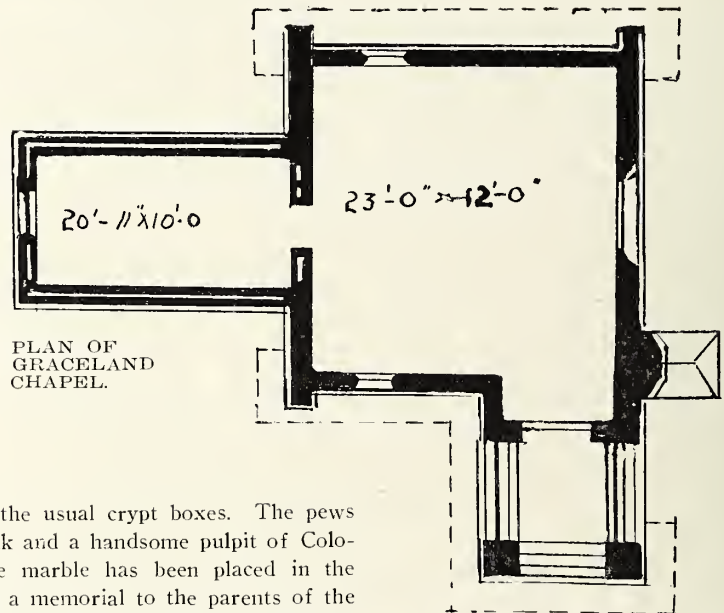 20'-11"x10'-0
23'-0" x 12'-0"
PLAN OF
GRACELAND
CHAPEL.
the usual crypt boxes. The pews
k and a handsome pulpit of Colo-
e marble has been placed in the
a memorial to the parents of the